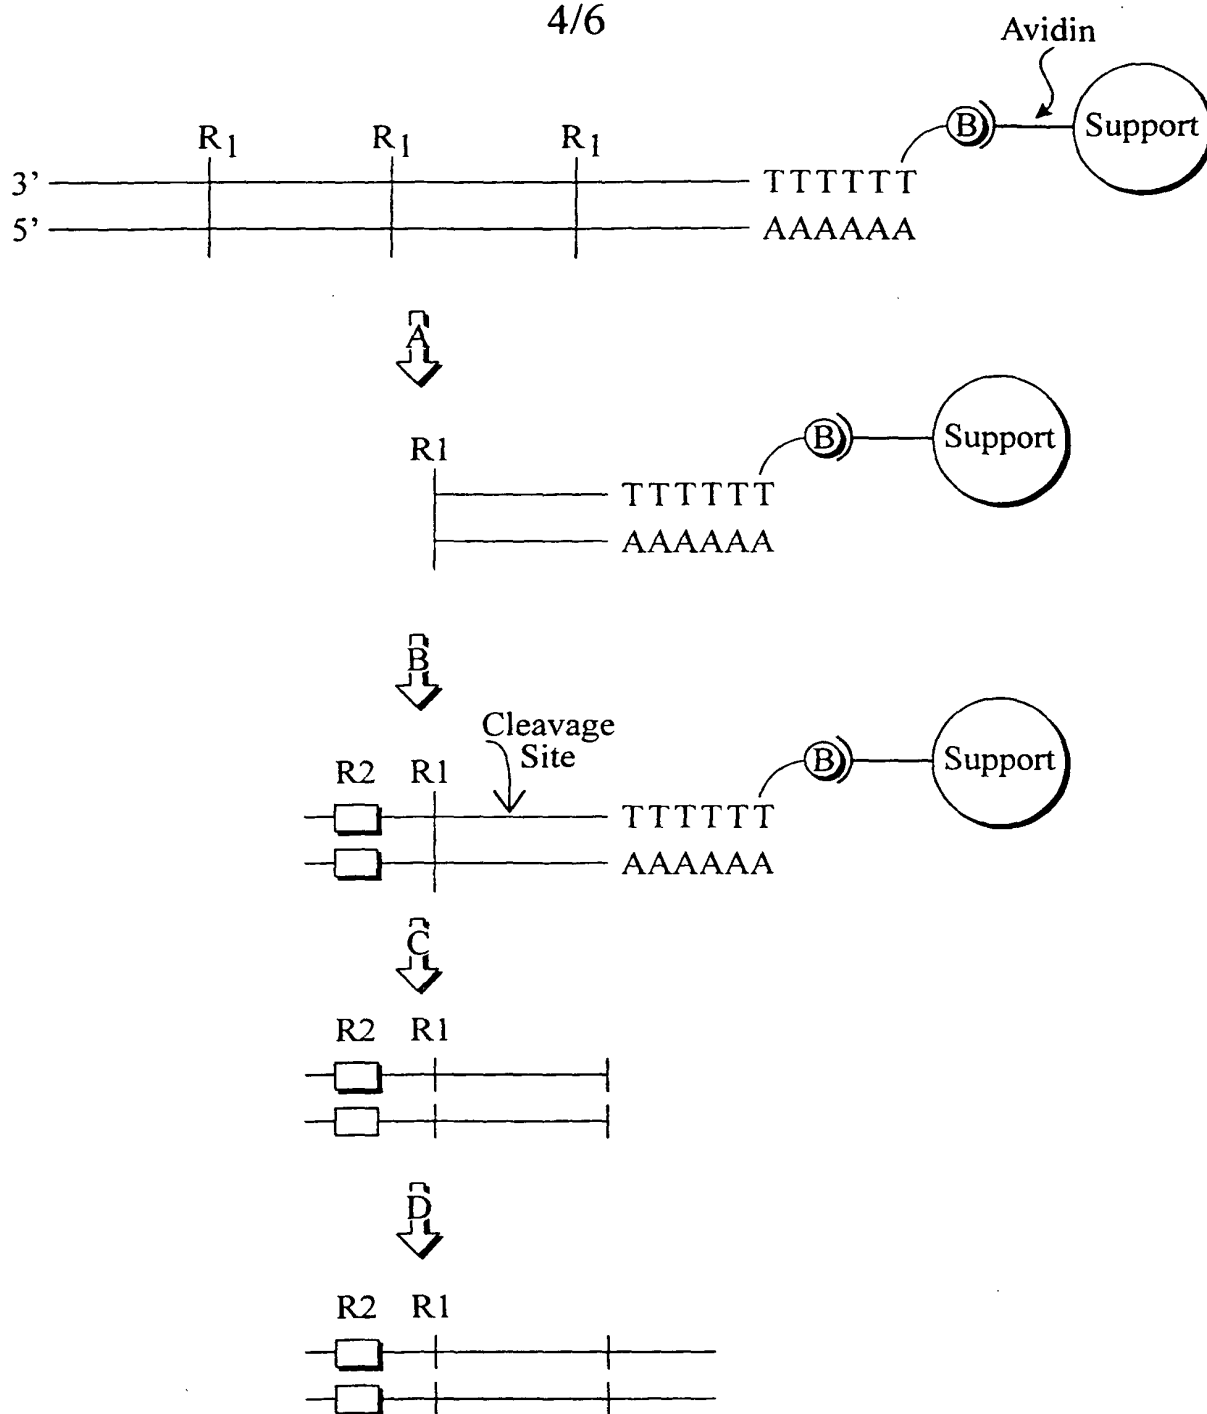 4/6
Avidin
R1 R1 R1 B Support
3' TTTTTT
5' AAAAAA
A
R1 B Support
TTTTTT
AAAAAA
B
Cleavage
Site
R2 R1 B Support
TTTTTT
AAAAAA
C
R2 R1
D
R2 R1